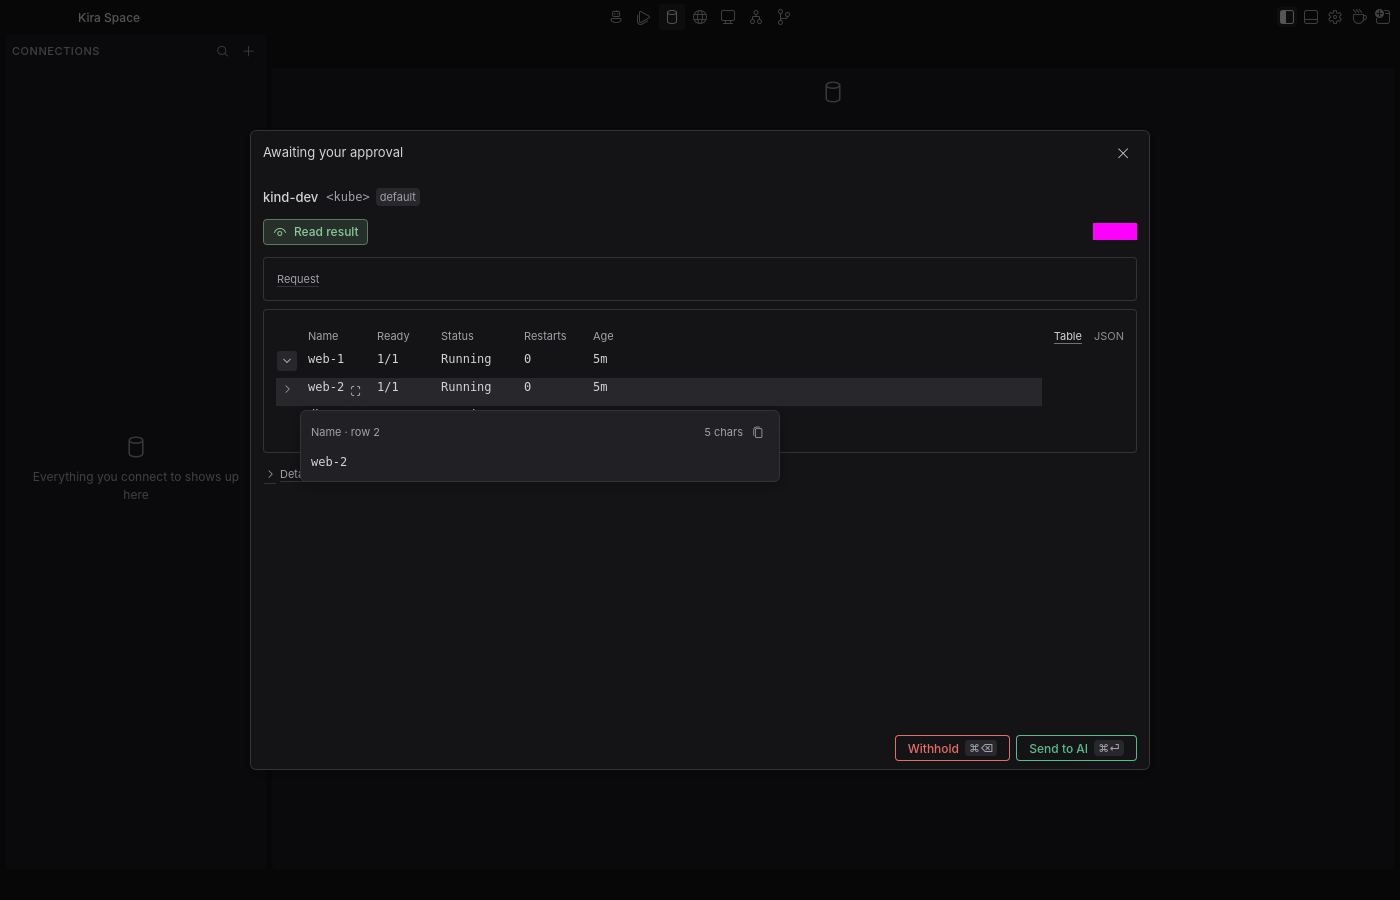 Kira Space
CONNECTIONS
Everything you connect to shows up
here
Awaiting your approval
kind-dev <kube> default
Read result
Request
Name Ready Status Restarts Age Table JSON
web-1 1/1 Running 0 5m
web-2 1/1 Running 0 5m
Name · row 2 5 chars
web-2
Withhold ⌘⌫ Send to AI ⌘⏎